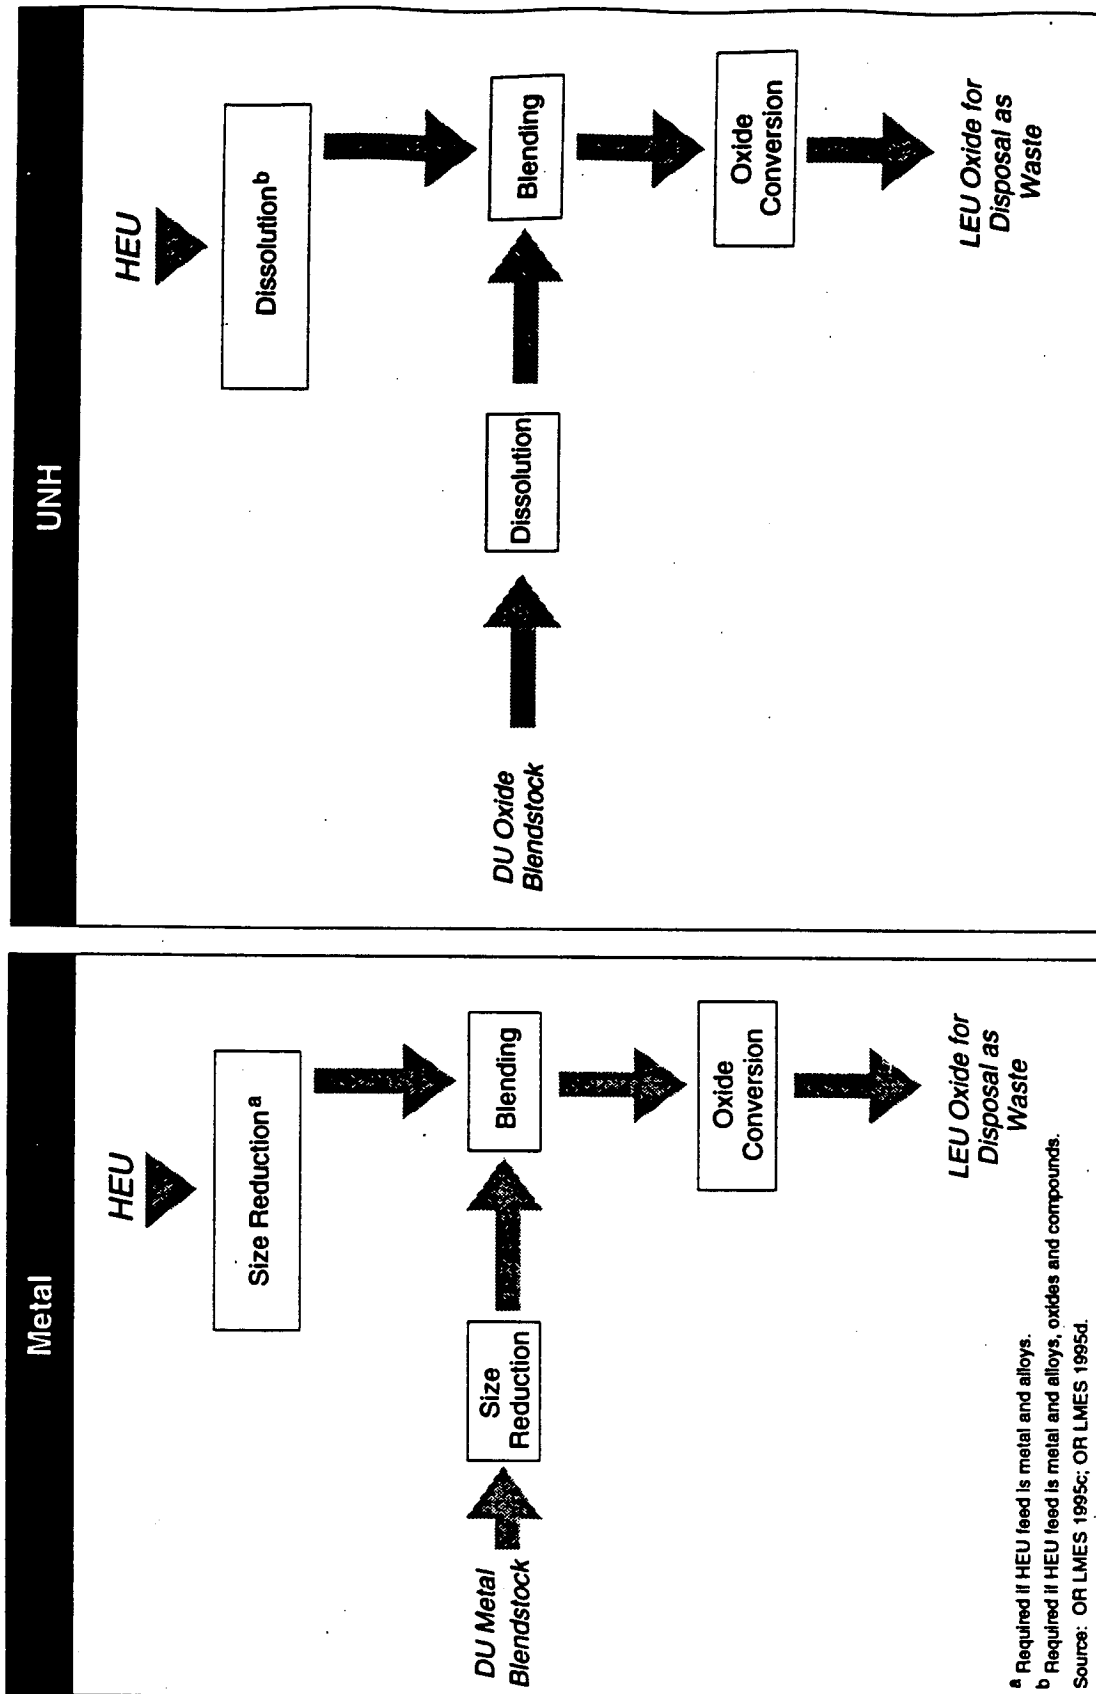 Metal
HEU
Size Reductionᵃ
DU Metal
Blendstock
Size
Reduction
Blending
Oxide
Conversion
LEU Oxide for
Disposal as
Waste
UNH
HEU
Dissolutionᵇ
DU Oxide
Blendstock
Dissolution
Blending
Oxide
Conversion
LEU Oxide for
Disposal as
Waste
ᵃ Required if HEU feed is metal and alloys.
ᵇ Required if HEU feed is metal and alloys, oxides and compounds.
Source: OR LMES 1995c; OR LMES 1995d.